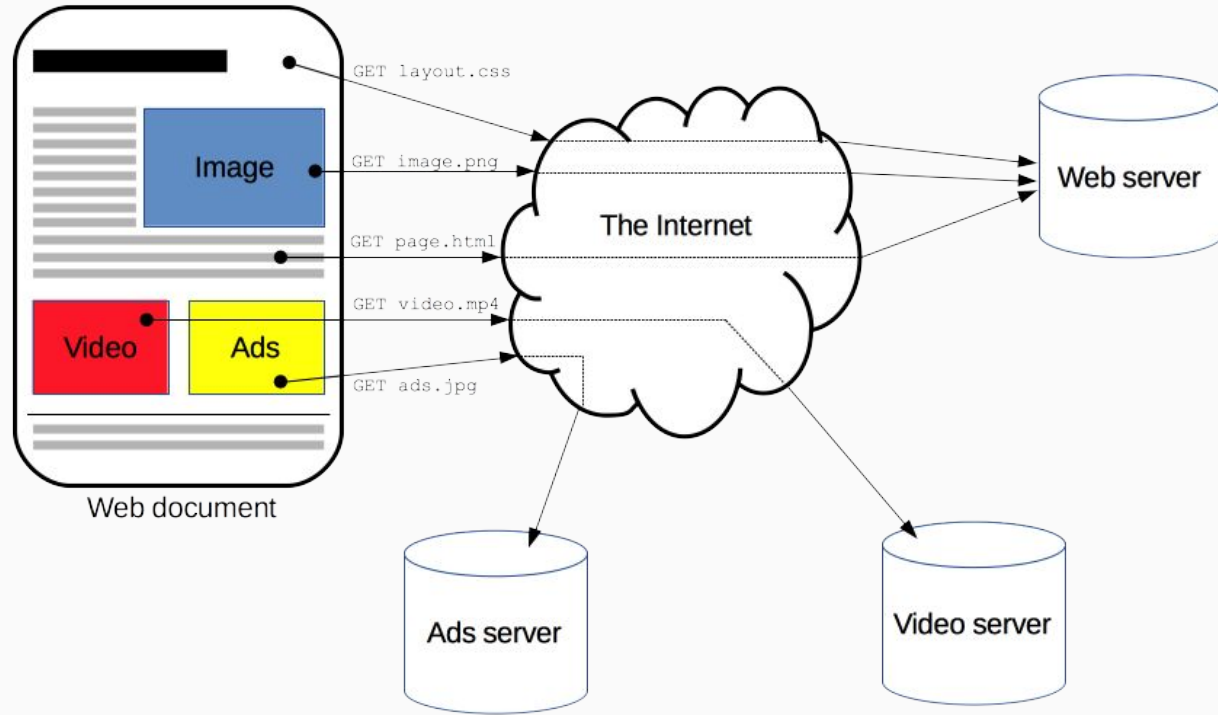 GET layout.css
Image
GET image.png
Web server
The Internet
GET page.html
GET video.mp4
Video
Ads
GET ads.jpg
Web document
Ads server
Video server